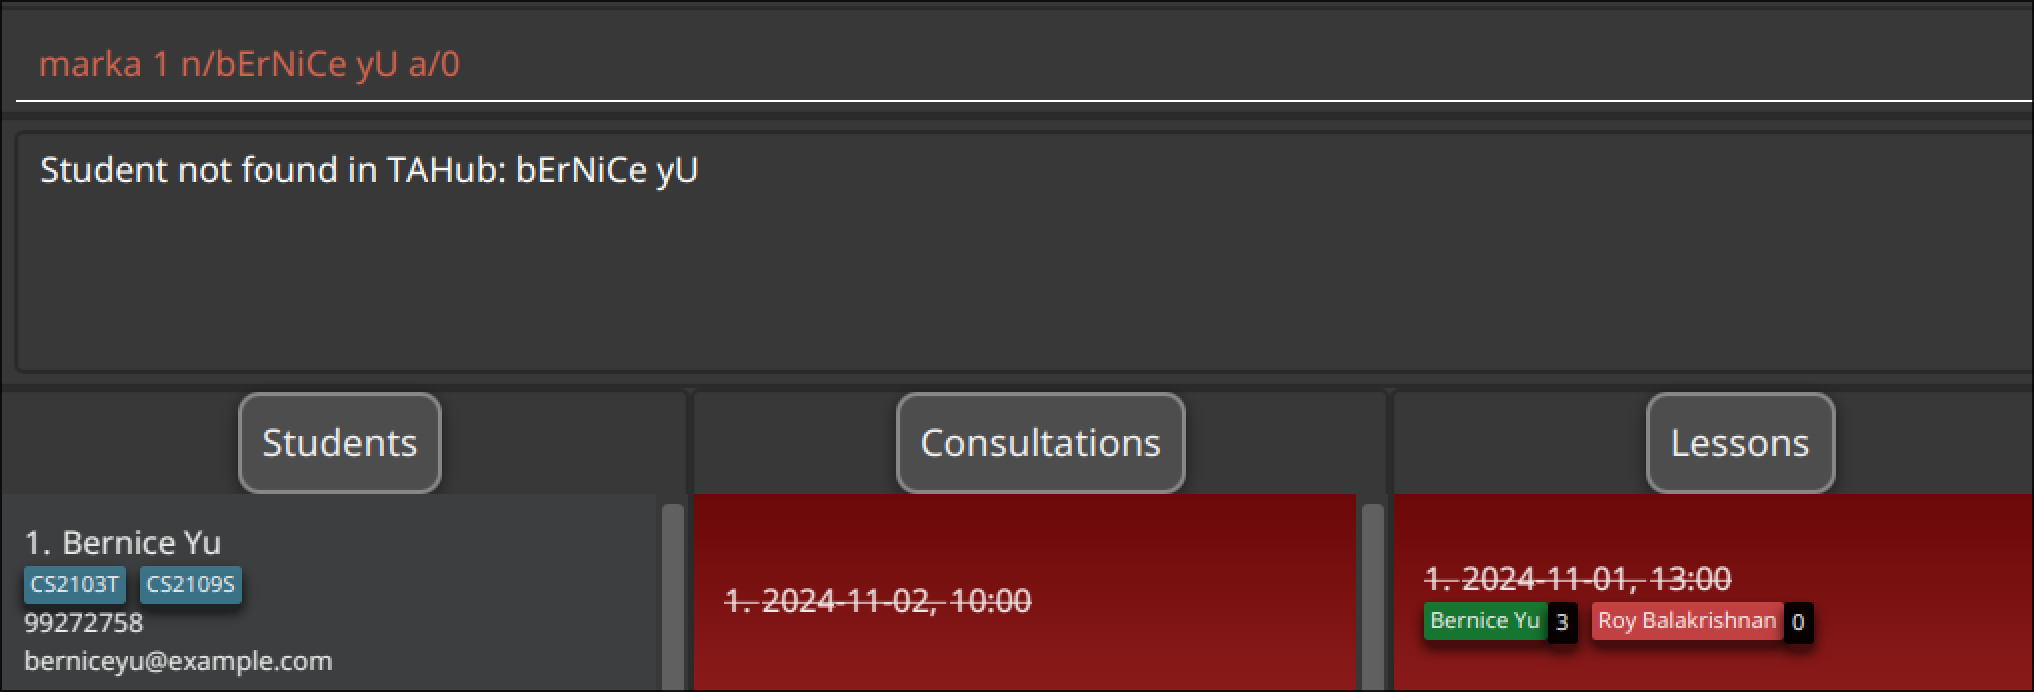 marka 1 n/bErNiCe yU a/0
Student not found in TAHub: bErNiCe yU
Students
Consultations
Lessons
1. Bernice Yu
CS2103T CS2109S
99272758
berniceyu@example.com
1. 2024-11-02, 10:00
1. 2024-11-01, 13:00
Bernice Yu 3 Roy Balakrishnan 0